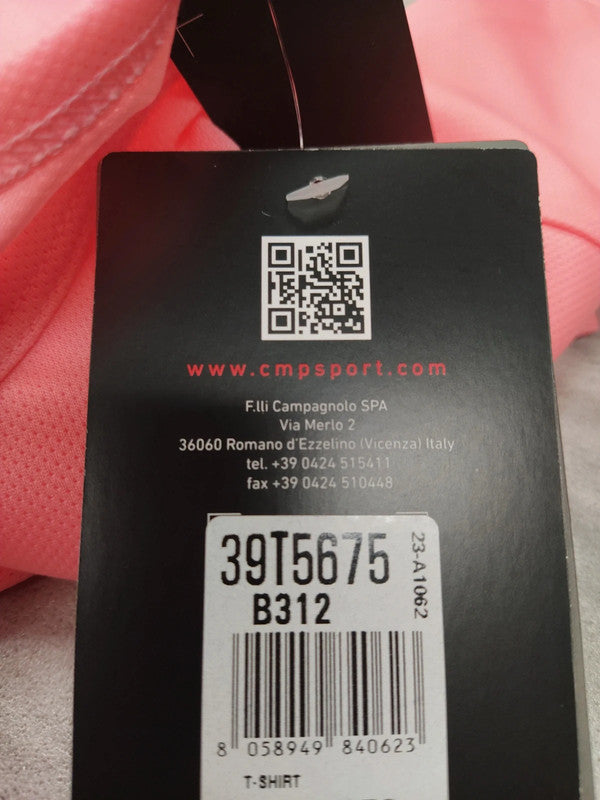 www.cmpsport.com
F.lli Campagnolo SPA
Via Merlo 2
36060 Romano d'Ezzelino (Vicenza) Italy
tel. +39 0424 515411
fax +39 0424 510448
39T5675
B312
23-A1062
8 058949 840623
T-SHIRT